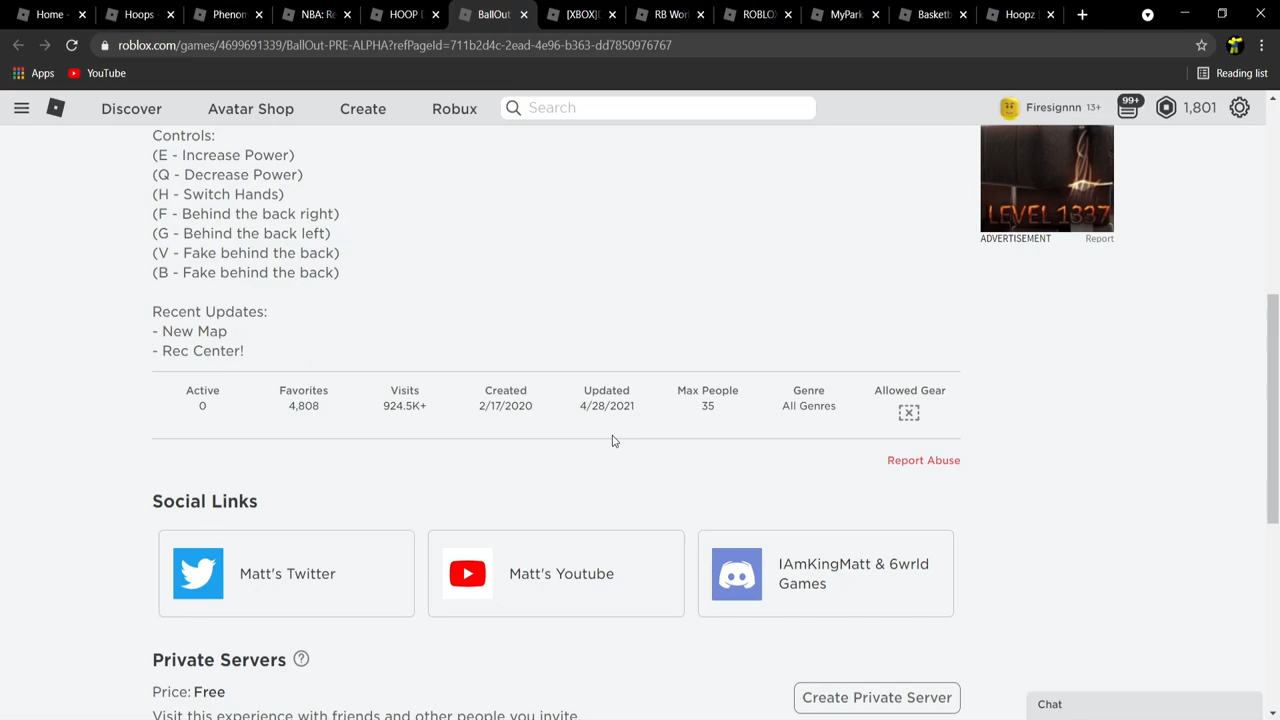 Home -
Hoops -
Phenom
NBA: Re
HOOP D
BallOut
[XBOX]
RB Worl
ROBLOX
MyPark
Basketb
Hoopz |
roblox.com/games/4699691339/BallOut-PRE-ALPHA?refPageId=711b2d4c-2ead-4e96-b363-dd7850976767
Apps
YouTube
Reading list
Discover
Avatar Shop
Create
Robux
Search
Firesignnn 13+
99+
1,801
Controls:
(E - Increase Power)
(Q - Decrease Power)
(H - Switch Hands)
(F - Behind the back right)
(G - Behind the back left)
(V - Fake behind the back)
(B - Fake behind the back)
LEVEL 1337
ADVERTISEMENT
Report
Recent Updates:
- New Map
- Rec Center!
Active Favorites Visits Created Updated Max People Genre Allowed Gear
0 4,808 924.5K+ 2/17/2020 4/28/2021 35 All Genres
Report Abuse
Social Links
Matt's Twitter
Matt's Youtube
IAmKingMatt & 6wrld
Games
Private Servers
Price: Free
Create Private Server
Visit this experience with friends and other people you invite.
Chat